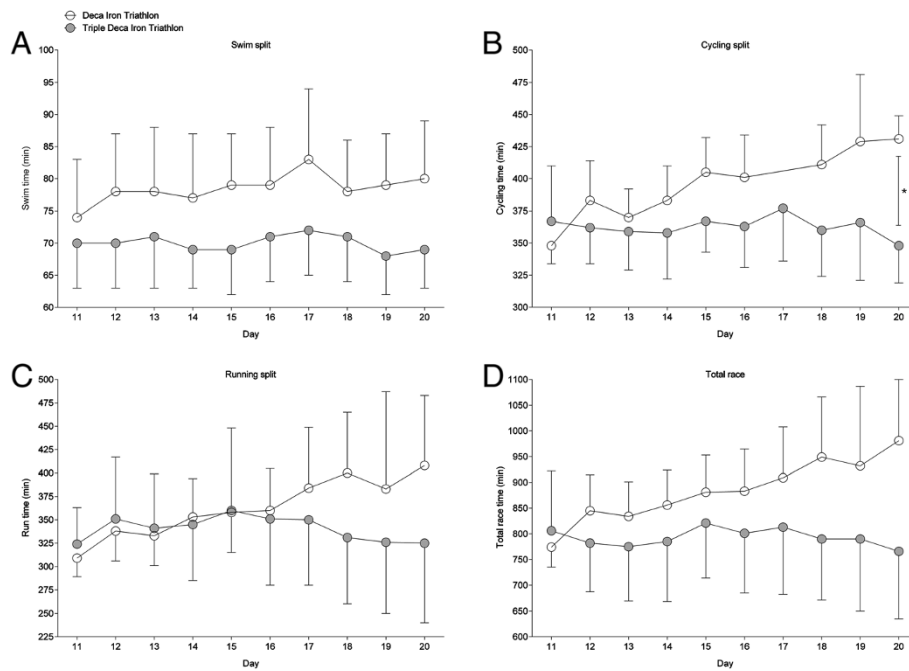 Deca Iron Triathlon
Triple Deca Iron Triathlon
A
Swim split
100
95
90
85
80
75
70
65
60
Swim time (min)
11 12 13 14 15 16 17 18 19 20
Day
B
Cycling split
500
475
450
425
400
375
350
325
300
Cycling time (min)
*
11 12 13 14 15 16 17 18 19 20
Day
C
Running split
500
475
450
425
400
375
350
325
300
275
250
225
Run time (min)
11 12 13 14 15 16 17 18 19 20
Day
D
Total race
1100
1050
1000
950
900
850
800
750
700
650
600
Total race time (min)
11 12 13 14 15 16 17 18 19 20
Day